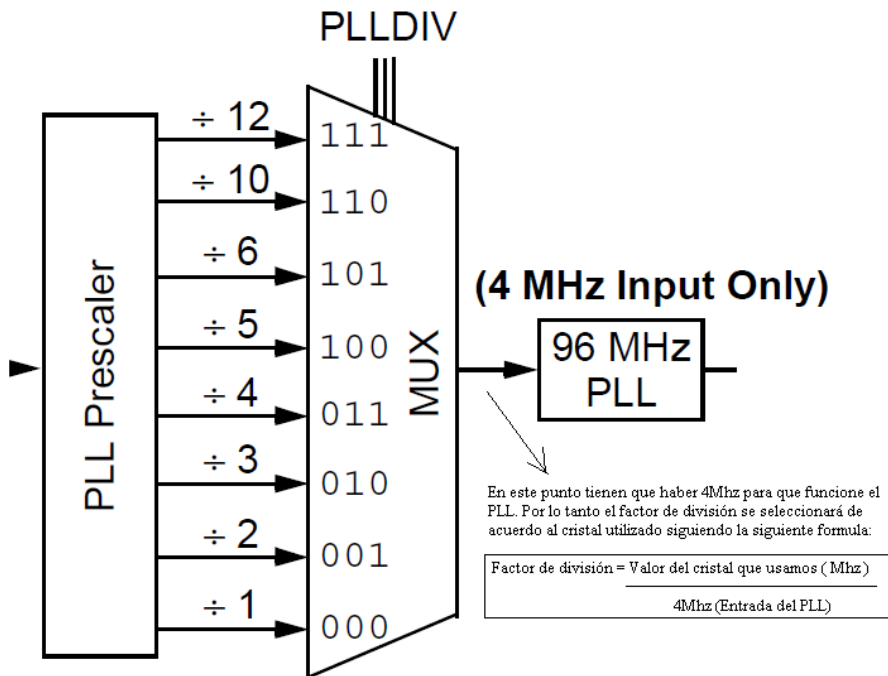 PLLDIV
PLL Prescaler
÷ 12
111
÷ 10
110
÷ 6
101
÷ 5
100
÷ 4
011
÷ 3
010
÷ 2
001
÷ 1
000
MUX
(4 MHz Input Only)
96 MHz
PLL
En este punto tienen que haber 4Mhz para que funcione el
PLL. Por lo tanto el factor de división se seleccionará de
acuerdo al cristal utilizado siguiendo la siguiente formula:
Factor de división = Valor del cristal que usamos ( Mhz )
4Mhz (Entrada del PLL)